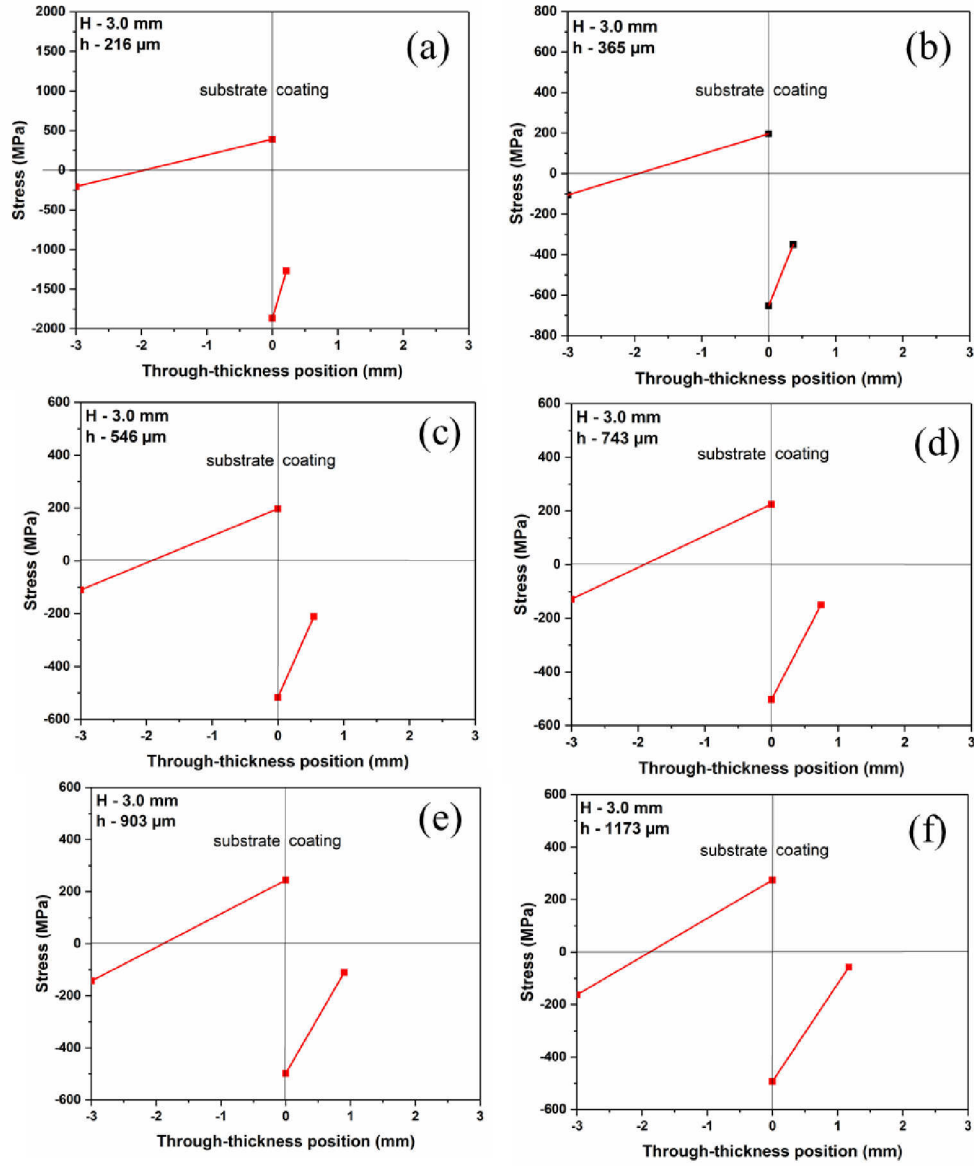 H - 3.0 mm
h - 216 µm
(a)
substrate coating
Stress (MPa)
2000
1500
1000
500
0
-500
-1000
-1500
-2000
-3 -2 -1 0 1 2 3
Through-thickness position (mm)
H - 3.0 mm
h - 365 µm
(b)
substrate coating
Stress (MPa)
800
600
400
200
0
-200
-400
-600
-800
-3 -2 -1 0 1 2 3
Through-thickness position (mm)
H - 3.0 mm
h - 546 µm
(c)
substrate coating
Stress (MPa)
600
400
200
0
-200
-400
-600
-3 -2 -1 0 1 2 3
Through-thickness position (mm)
H - 3.0 mm
h - 743 µm
(d)
substrate coating
Stress (MPa)
600
400
200
0
-200
-400
-600
-3 -2 -1 0 1 2 3
Through-thickness position (mm)
H - 3.0 mm
h - 903 µm
(e)
substrate coating
Stress (MPa)
600
400
200
0
-200
-400
-600
-3 -2 -1 0 1 2 3
Through-thickness position (mm)
H - 3.0 mm
h - 1173 µm
(f)
substrate coating
Stress (MPa)
600
400
200
0
-200
-400
-600
-3 -2 -1 0 1 2 3
Through-thickness position (mm)